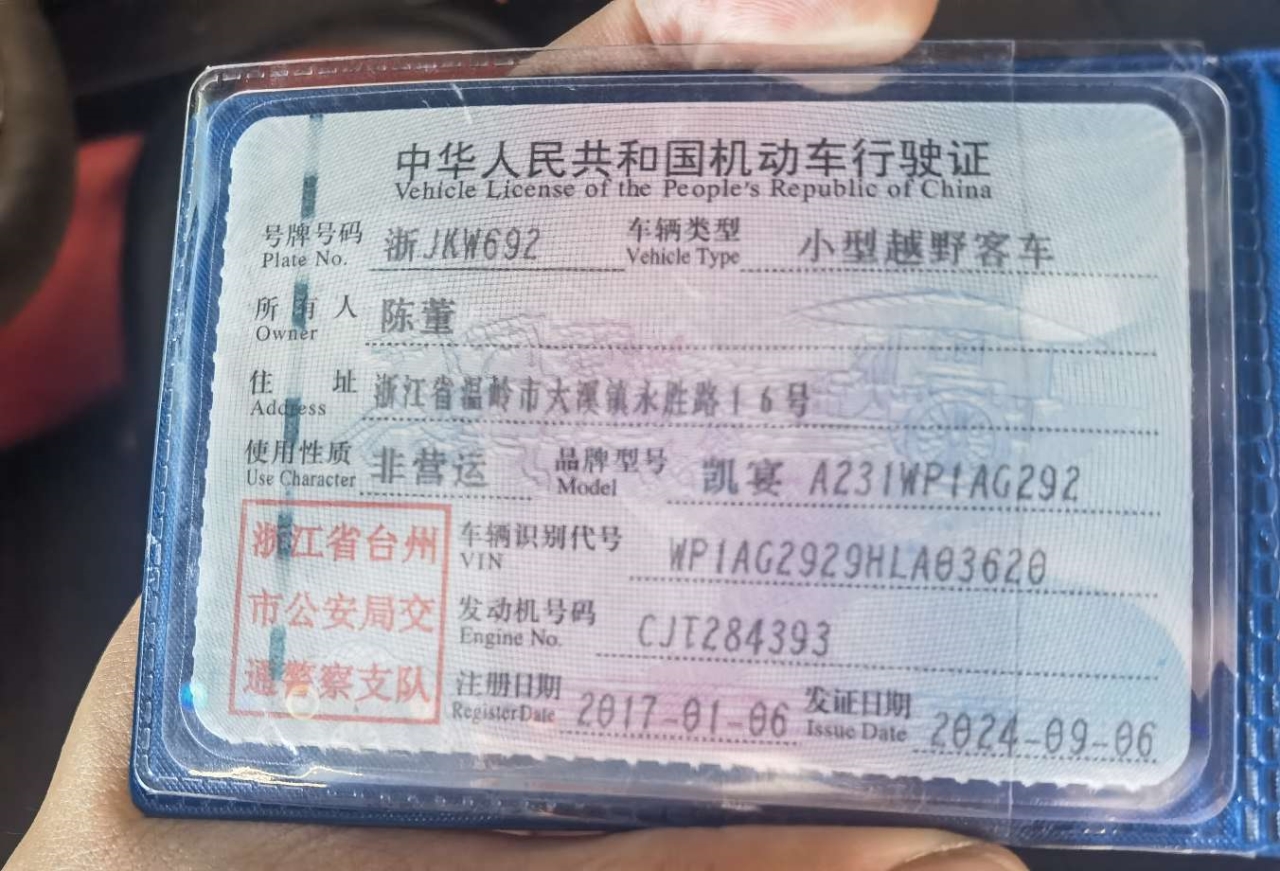 中华人民共和国机动车行驶证
Vehicle License of the People's Republic of China
号牌号码 浙JKW692 车辆类型 小型越野客车
Plate No. Vehicle Type
所有人 陈董
Owner
住址 浙江省温岭市大溪镇永胜路16号
Address
使用性质 非营运 品牌型号 凯宴 A231WP1AG292
Use Character Model
浙江省台州
市公安局交
通警察支队
车辆识别代号 WP1AG2929HLA03620
VIN
发动机号码 CJT284393
Engine No.
注册日期 2017-01-06 发证日期 2024-09-06
Register Date Issue Date